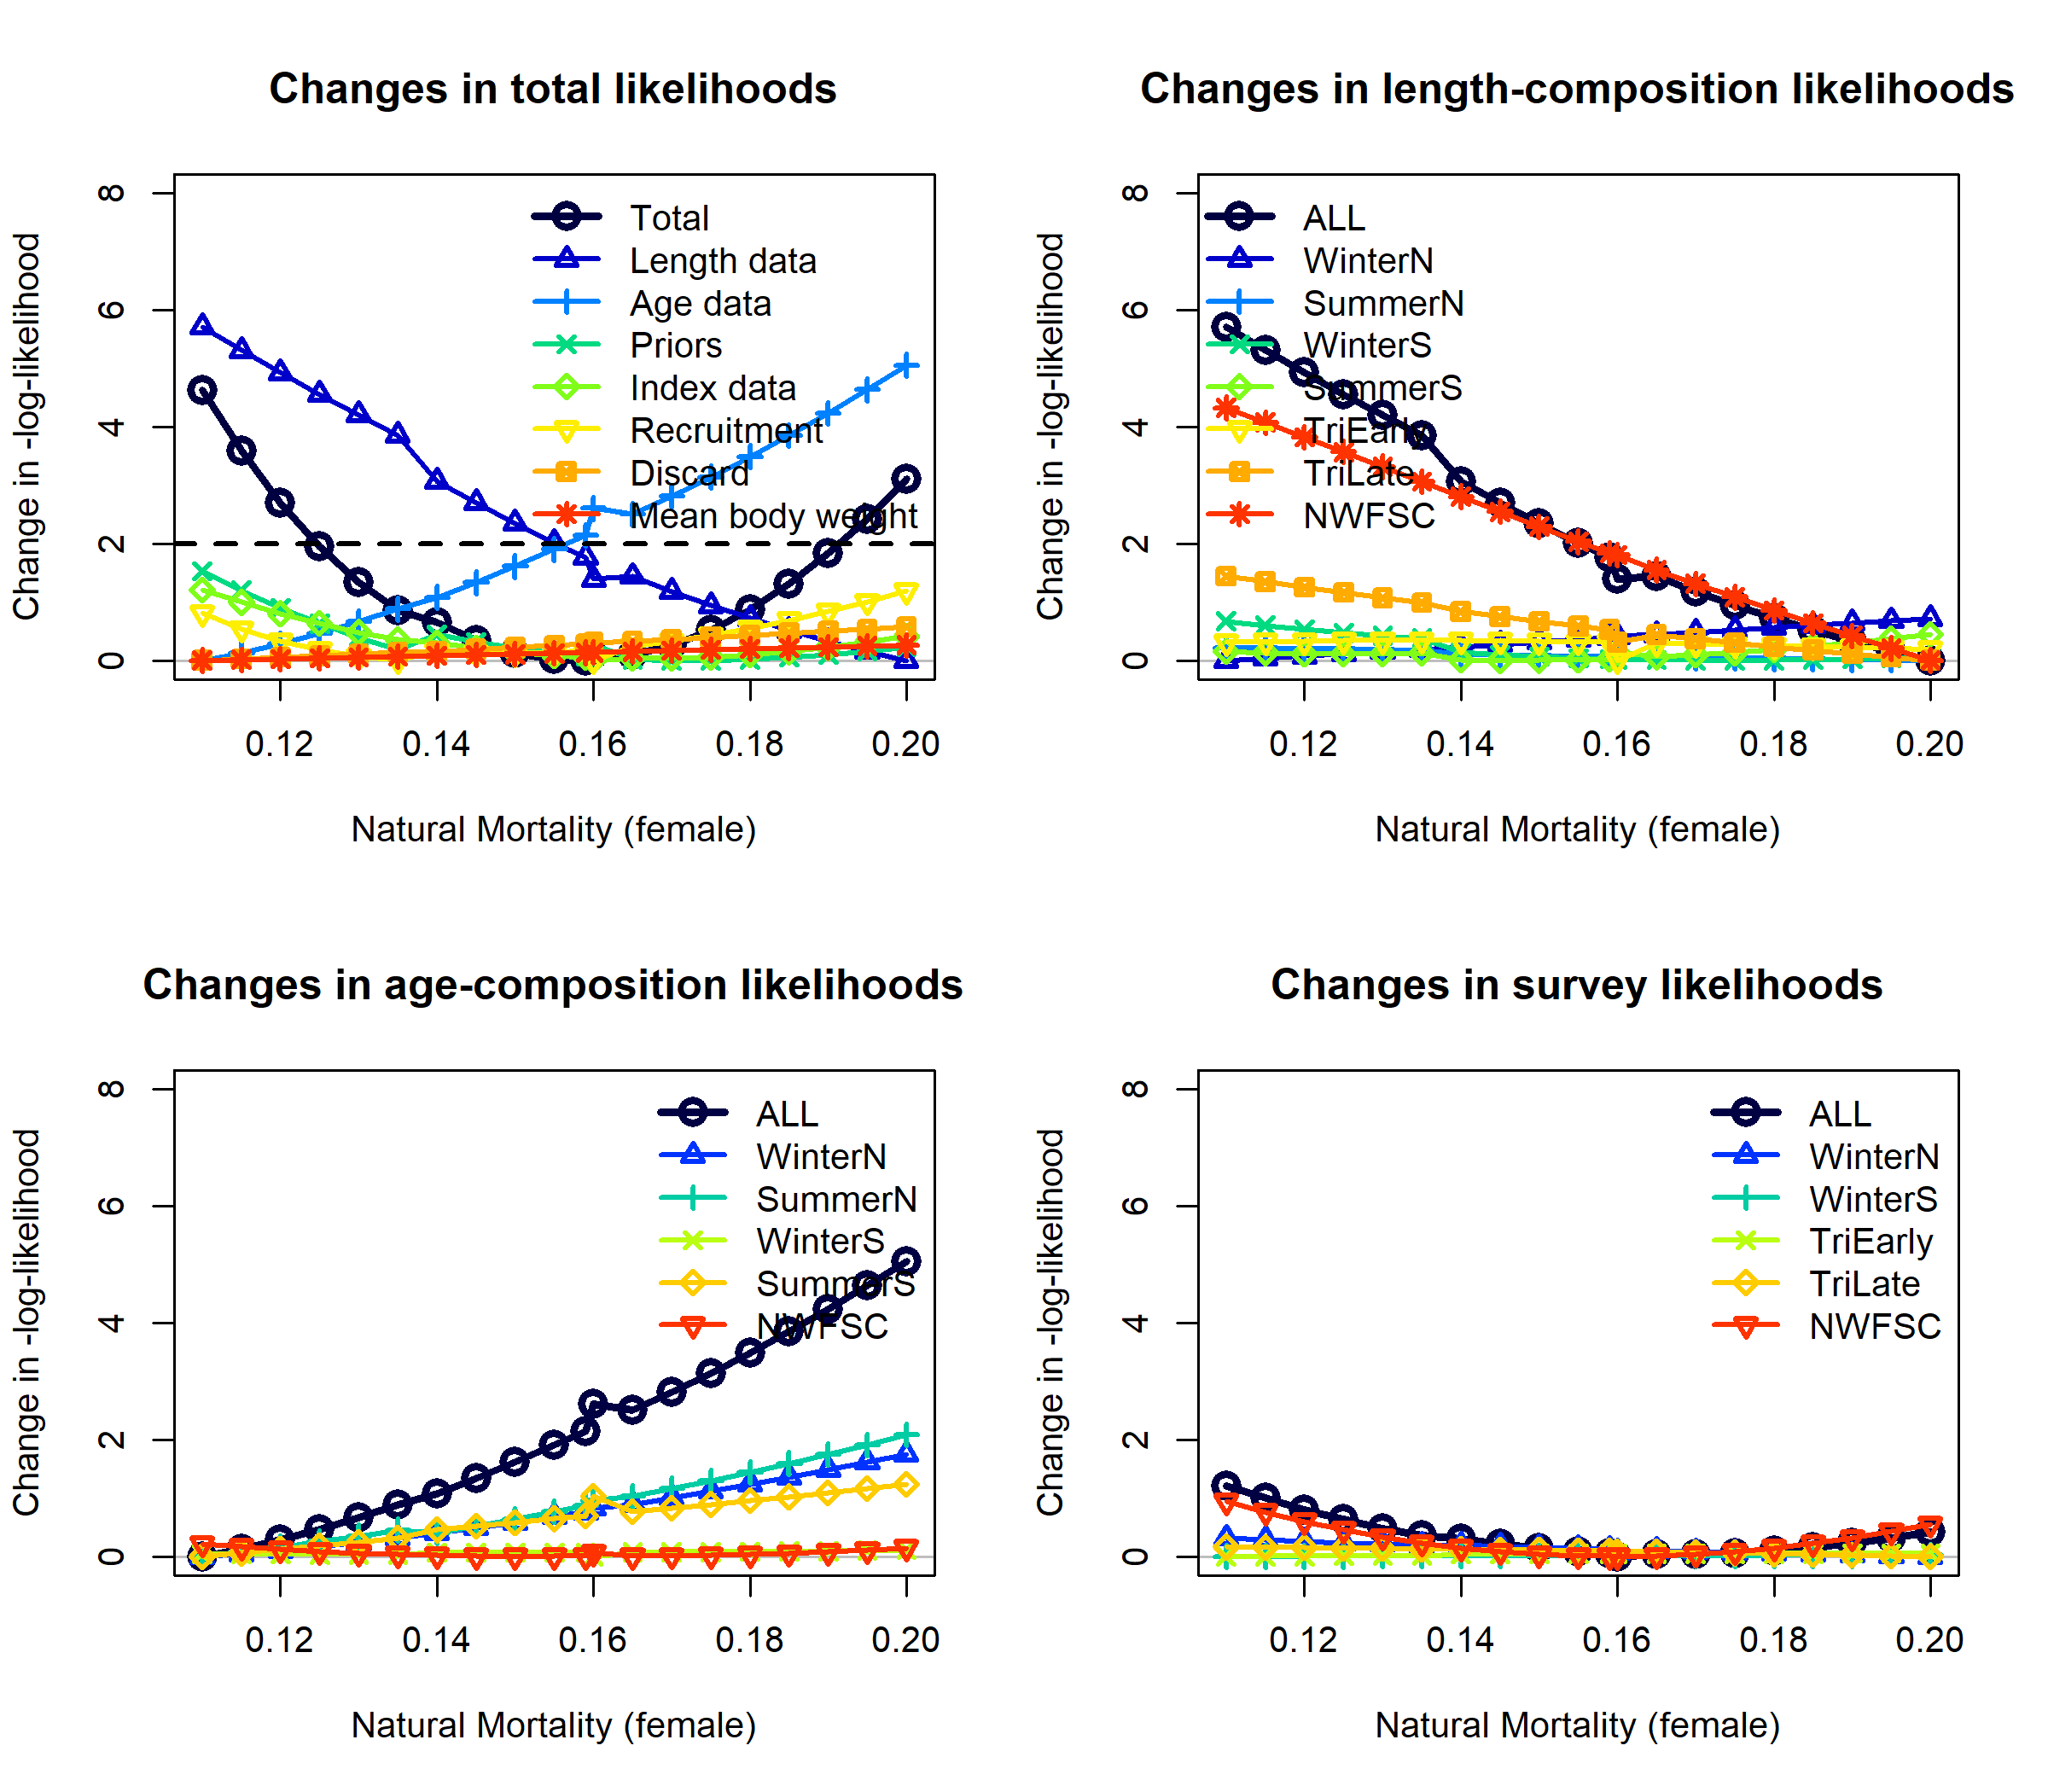 Changes in total likelihoods
Change in -log-likelihood
8
6
4
2
0
Total
Length data
Age data
Priors
Index data
Recruitment
Discard
Mean body weight
0.12 0.14 0.16 0.18 0.20
Natural Mortality (female)
Changes in length-composition likelihoods
Change in -log-likelihood
8
6
4
2
0
ALL
WinterN
SummerN
WinterS
SummerS
TriEarly
TriLate
NWFSC
0.12 0.14 0.16 0.18 0.20
Natural Mortality (female)
Changes in age-composition likelihoods
Change in -log-likelihood
8
6
4
2
0
ALL
WinterN
SummerN
WinterS
SummerS
NWFSC
0.12 0.14 0.16 0.18 0.20
Natural Mortality (female)
Changes in survey likelihoods
Change in -log-likelihood
8
6
4
2
0
ALL
WinterN
WinterS
TriEarly
TriLate
NWFSC
0.12 0.14 0.16 0.18 0.20
Natural Mortality (female)